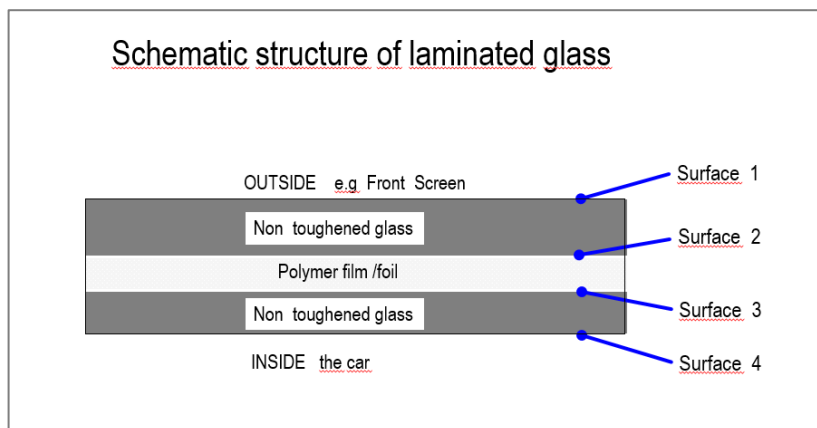 Schematic structure of laminated glass
OUTSIDE e.g Front Screen
Surface 1
Non toughened glass
Surface 2
Polymer film /foil
Non toughened glass
Surface 3
INSIDE the car
Surface 4